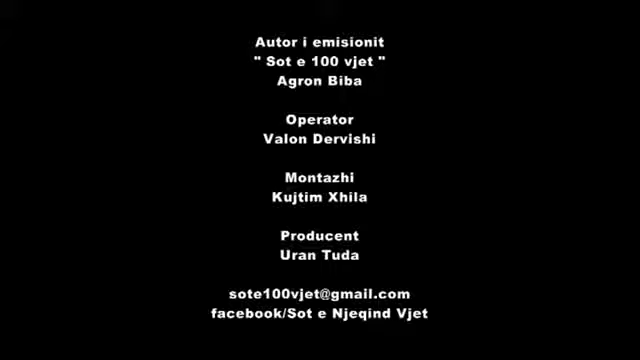 Autor i emisionit
" Sot e 100 vjet "
Agron Biba
Operator
Valon Dervishi
Montazhi
Kujtim Xhila
Producent
Uran Tuda
sote100vjet@gmail.com
facebook/Sot e Njeqind Vjet